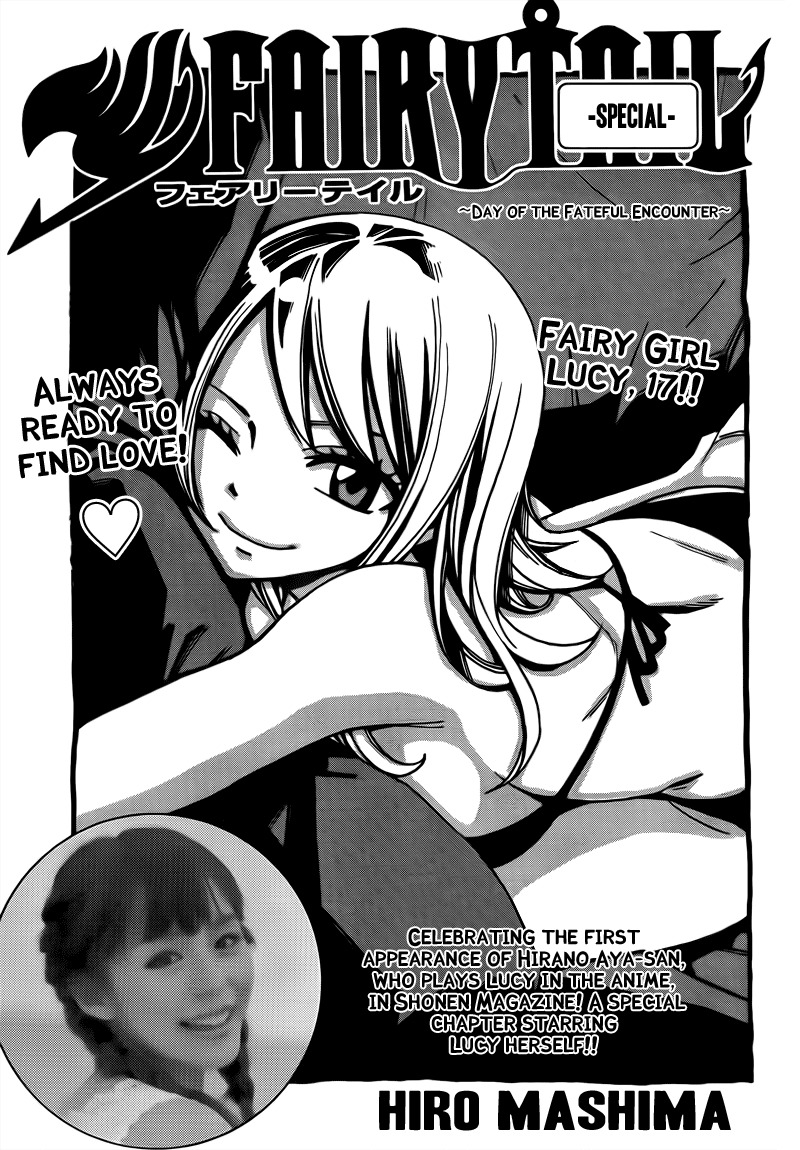 FAIRY TAIL
-SPECIAL-
フェアリーテイル
~DAY OF THE FATEFUL ENCOUNTER~
FAIRY GIRL
LUCY, 17!!
ALWAYS
READY TO
FIND LOVE!
CELEBRATING THE FIRST
APPEARANCE OF HIRANO AYA-SAN,
WHO PLAYS LUCY IN THE ANIME,
IN SHONEN MAGAZINE! A SPECIAL
CHAPTER STARRING
LUCY HERSELF!!
HIRO MASHIMA